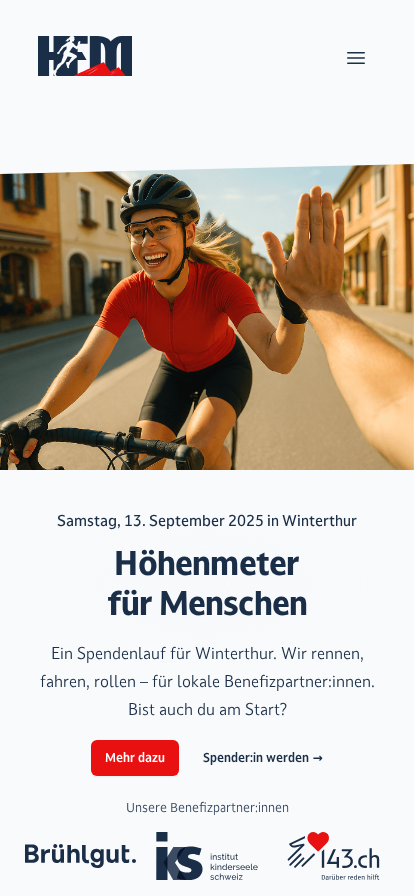 HFM
Samstag, 13. September 2025 in Winterthur
Höhenmeter
für Menschen
Ein Spendenlauf für Winterthur. Wir rennen,
fahren, rollen – für lokale Benefizpartner:innen.
Bist auch du am Start?
Mehr dazu
Spender:in werden →
Unsere Benefizpartner:innen
Brühlgut.
iks institut
kinderseele
schweiz
143.ch
Darüber reden hilft.